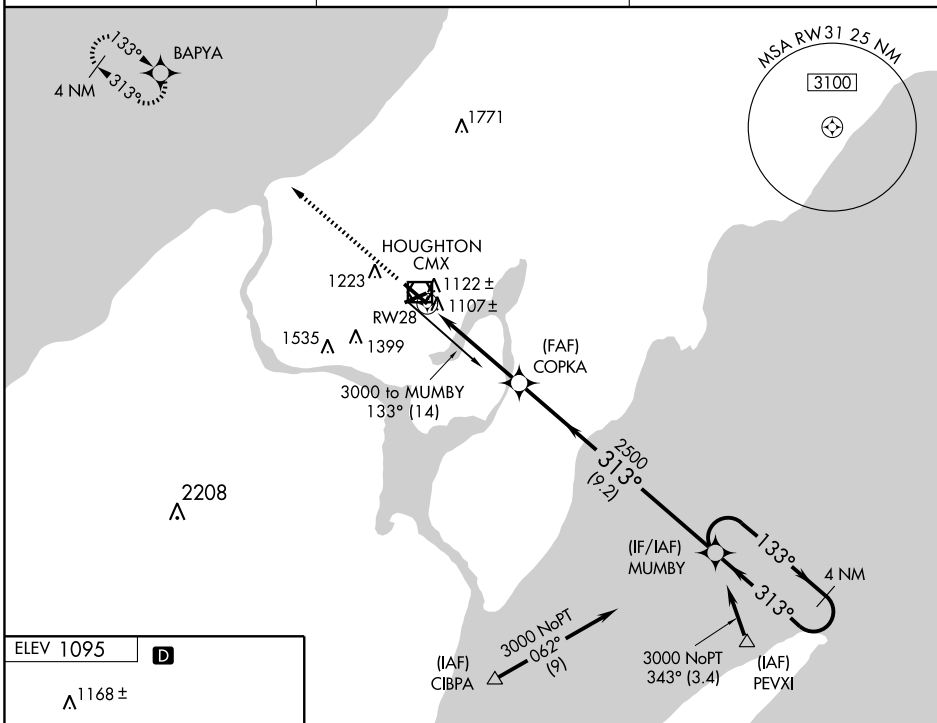 133°
BAPYA
313°
4 NM
MSA RW31 25 NM
3100
1771
HOUGHTON
CMX
1223
1122 ±
1107 ±
RW28
1535
1399
(FAF)
COPKA
3000 to MUMBY
133° (14)
2500
313°
(9.2)
2208
(IF/IAF)
MUMBY
133°
4 NM
313°
3000 NoPT
062°
(9)
3000 NoPT
343° (3.4)
(IAF)
CIBPA
(IAF)
PEVXI
ELEV 1095
D
1168 ±